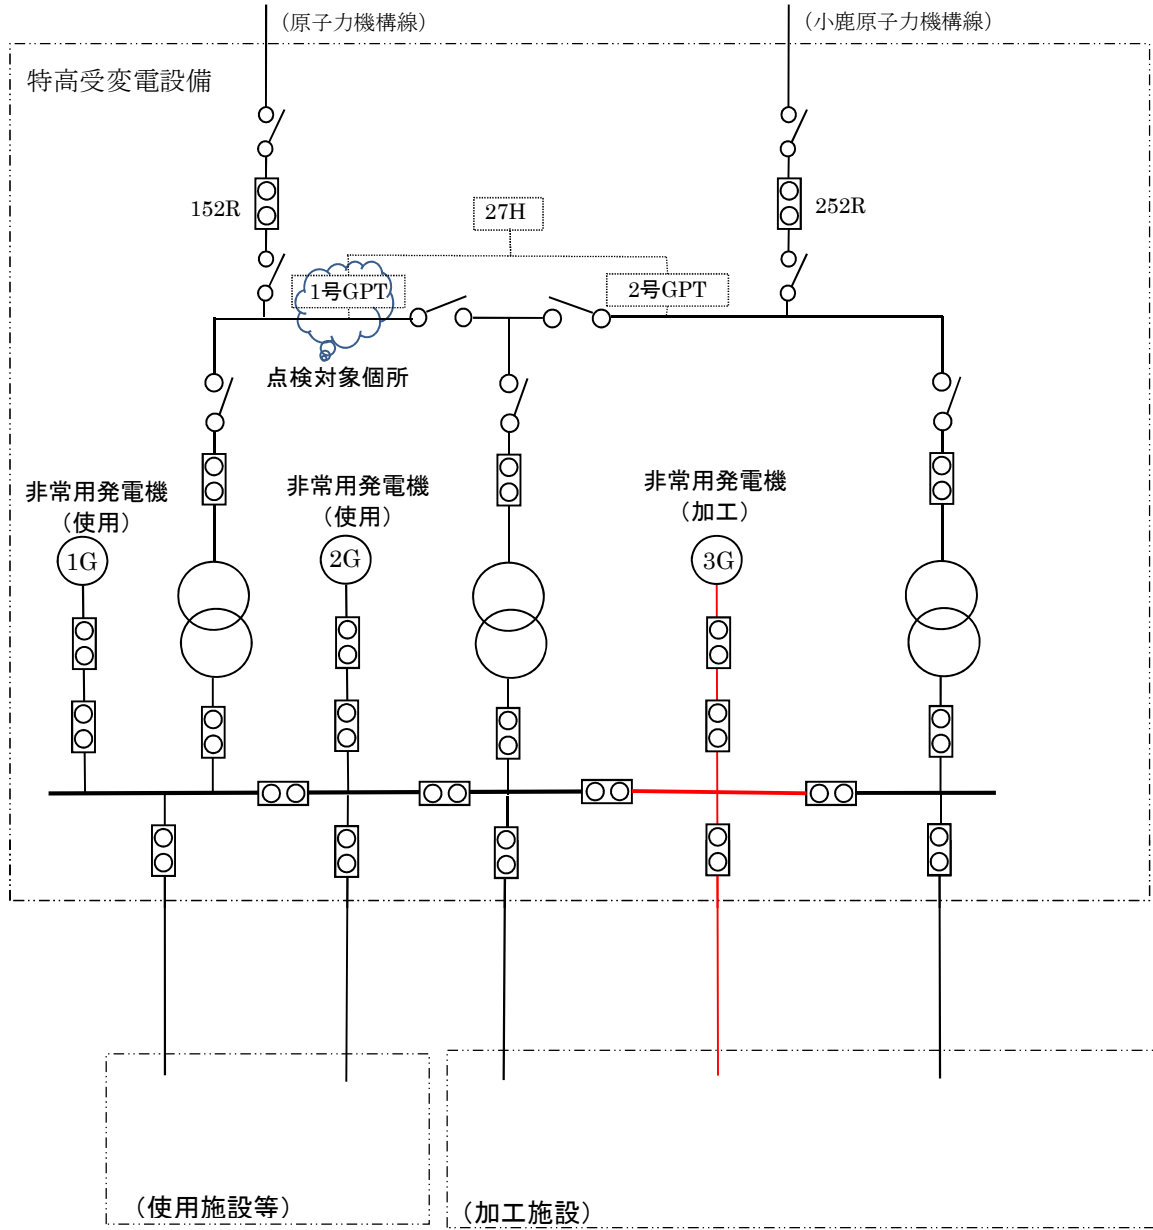 (原子力機構線)
(小鹿原子力機構線)
特高受変電設備
152R
27H
252R
1号GPT
2号GPT
点検対象個所
非常用発電機
(使用)
1G
非常用発電機
(使用)
2G
非常用発電機
(加工)
3G
(使用施設等)
(加工施設)